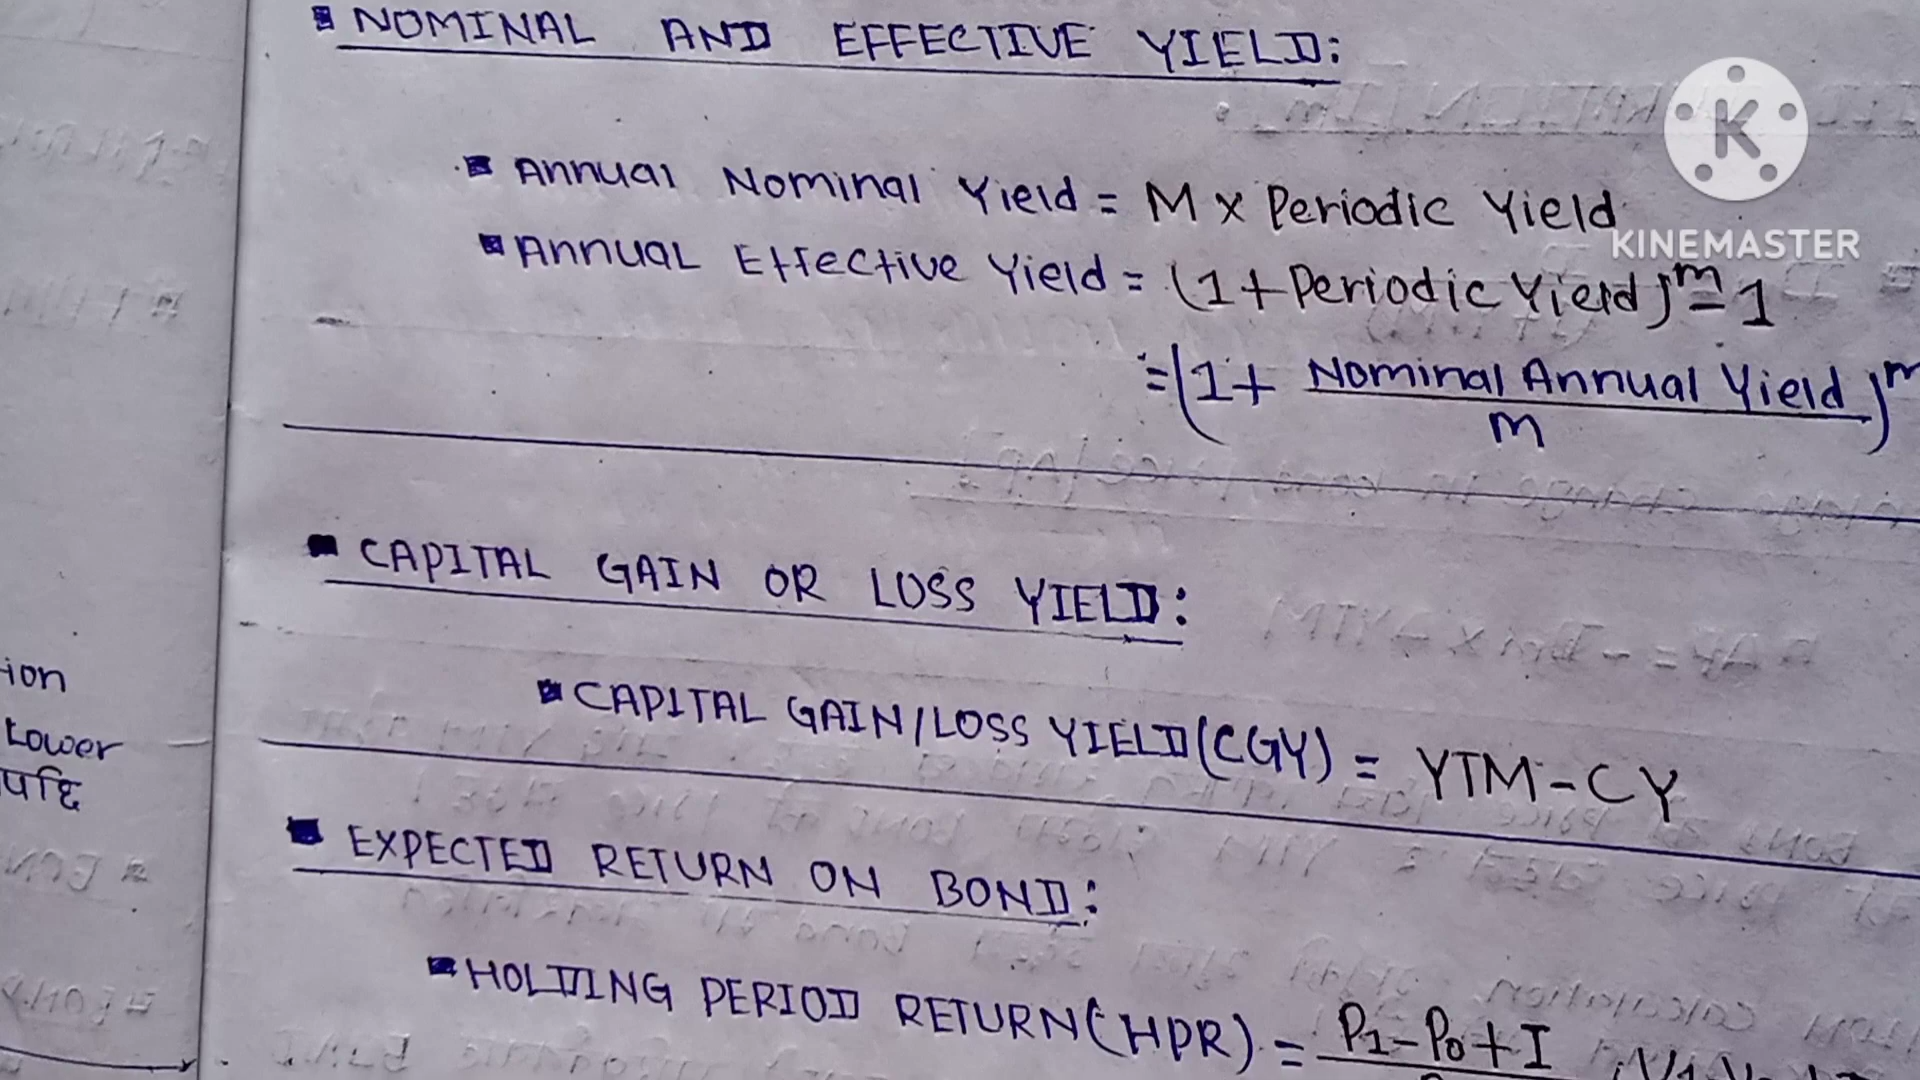 NOMINAL AND EFFECTIVE YIELD:
K
KINEMASTER
Annual Nominal Yield = M x Periodic Yield
Annual Effective Yield = (1+Periodic Yield)^m - 1
= (1 + Nominal Annual Yield / m)^m
CAPITAL GAIN OR LOSS YIELD:
CAPITAL GAIN/LOSS YIELD(CGY) = YTM-CY
EXPECTED RETURN ON BOND:
HOLDING PERIOD RETURN(HPR) = P1-P0+I
ion
Lower
पछि